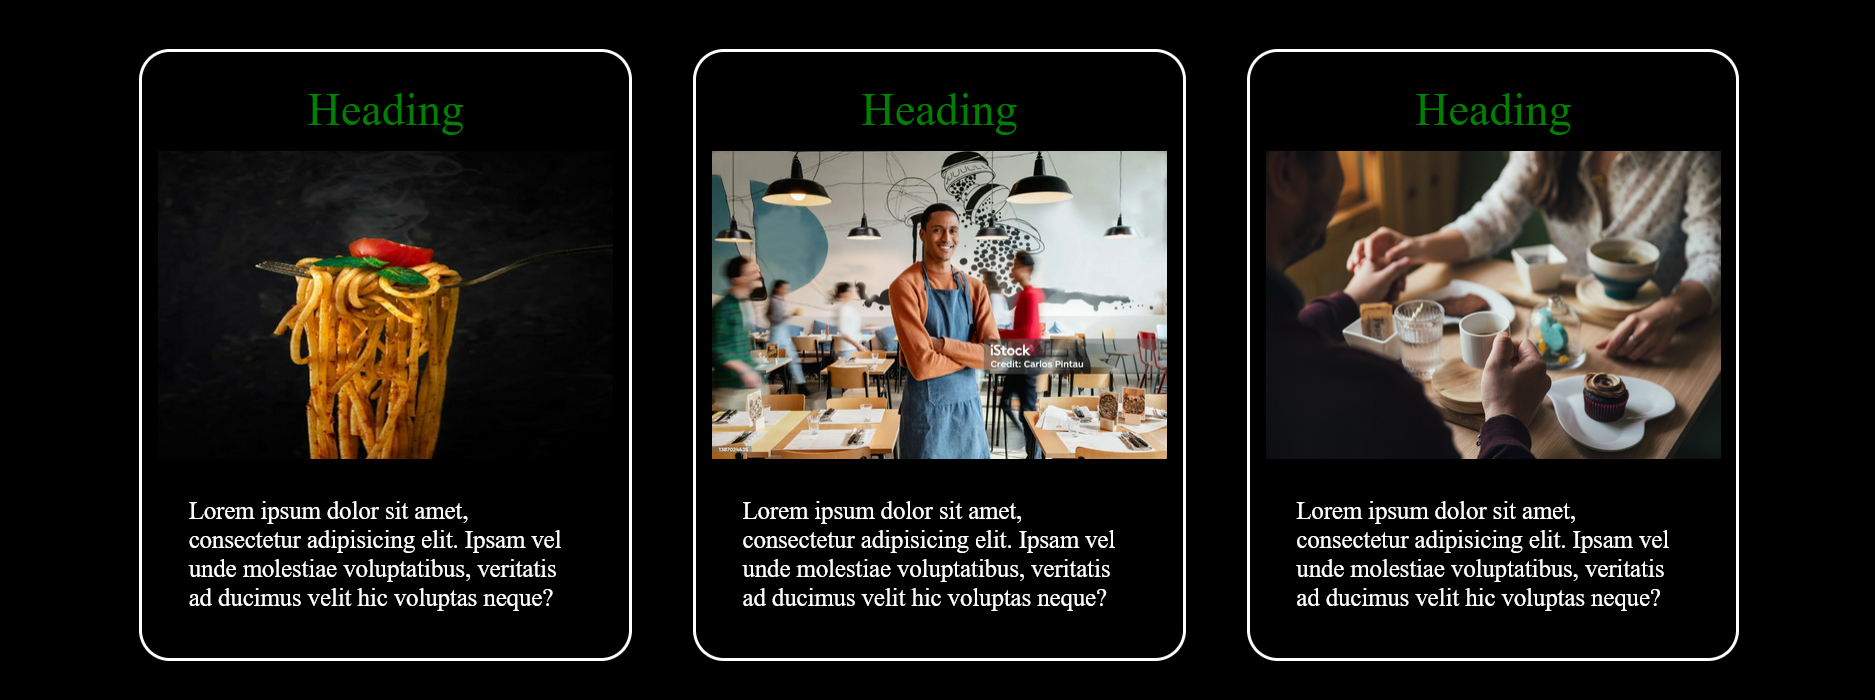 Heading
Lorem ipsum dolor sit amet,
consectetur adipisicing elit. Ipsam vel
unde molestiae voluptatibus, veritatis
ad ducimus velit hic voluptas neque?
Heading
iStock
Credit: Carlos Pintau
Lorem ipsum dolor sit amet,
consectetur adipisicing elit. Ipsam vel
unde molestiae voluptatibus, veritatis
ad ducimus velit hic voluptas neque?
Heading
Lorem ipsum dolor sit amet,
consectetur adipisicing elit. Ipsam vel
unde molestiae voluptatibus, veritatis
ad ducimus velit hic voluptas neque?